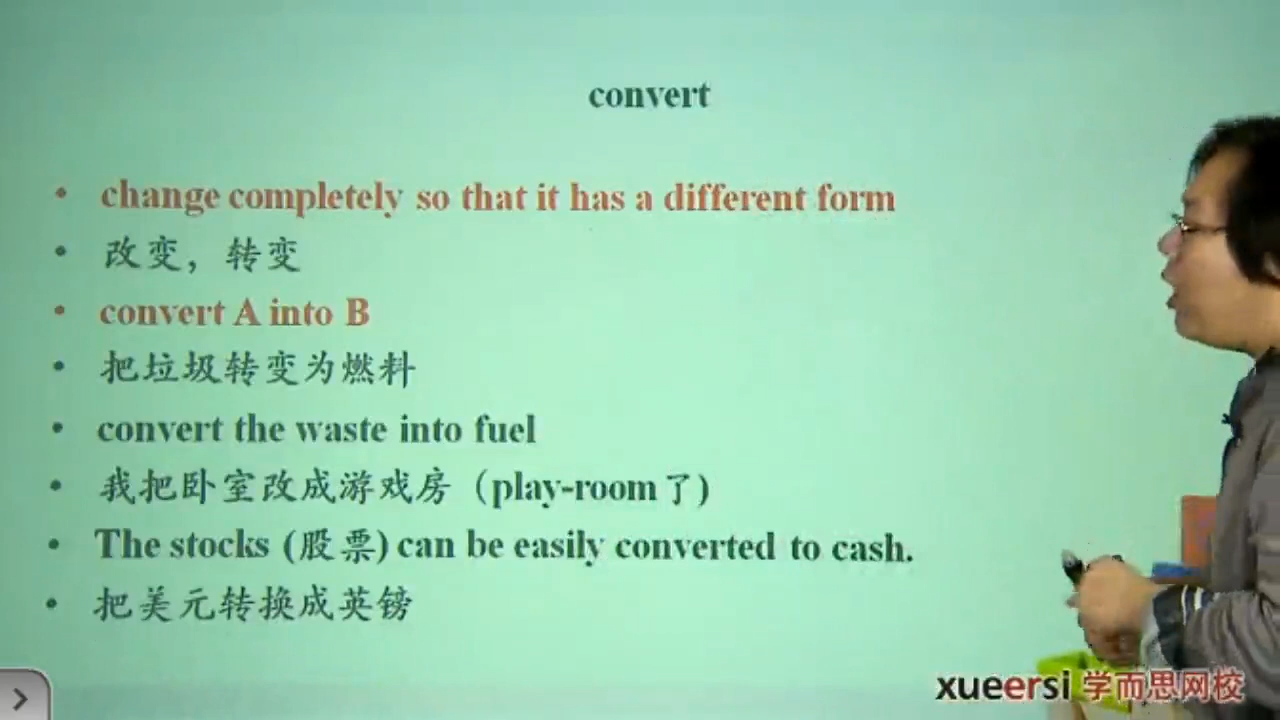 convert
• change completely so that it has a different form
• 改变，转变
• convert A into B
• 把垃圾转变为燃料
• convert the waste into fuel
• 我把卧室改成游戏房（play-room了)
• The stocks (股票) can be easily converted to cash.
• 把美元转换成英镑
xueersi 学而思网校